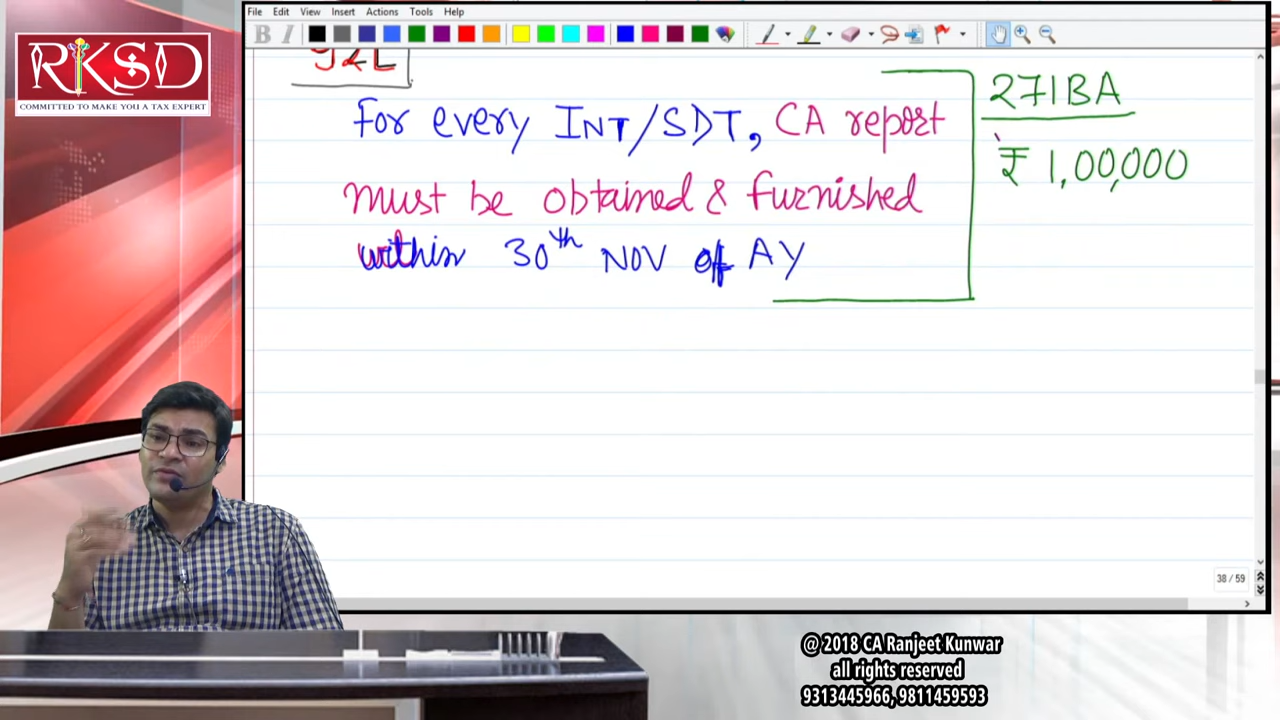 File Edit View Insert Actions Tools Help
B I
RKSD
COMMITTED TO MAKE YOU A TAX EXPERT
For every INT/SDT, CA report
must be obtained & furnished
within 30th NOV of AY
271BA
₹ 1,00,000
38 / 59
@ 2018 CA Ranjeet Kunwar
all rights reserved
9313445966, 9811459593